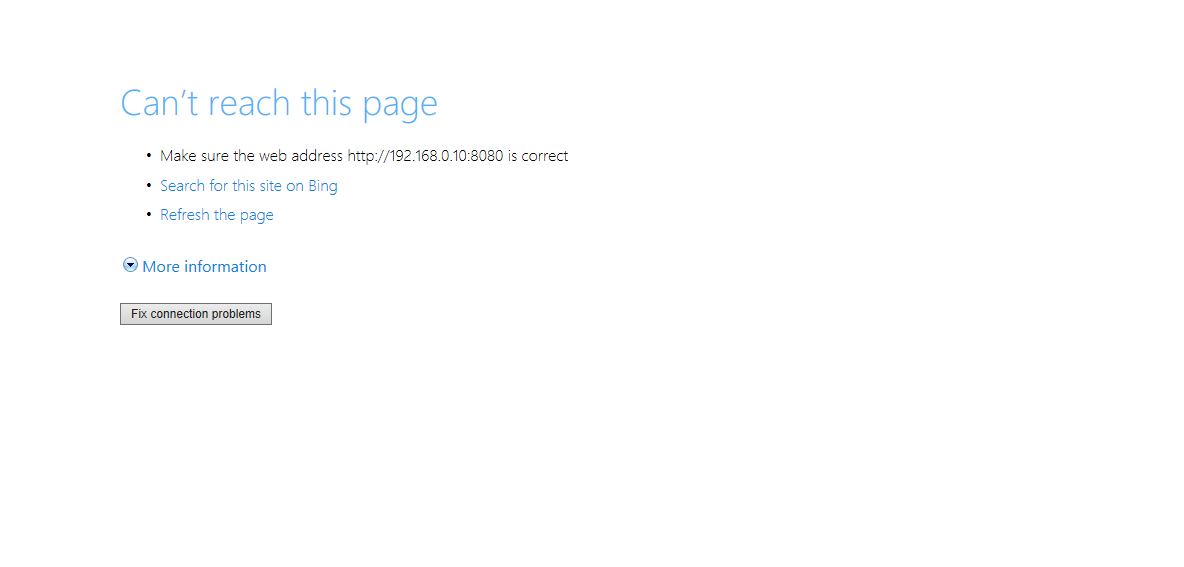 Can't reach this page
• Make sure the web address http://192.168.0.10:8080 is correct
• Search for this site on Bing
• Refresh the page
More information
Fix connection problems